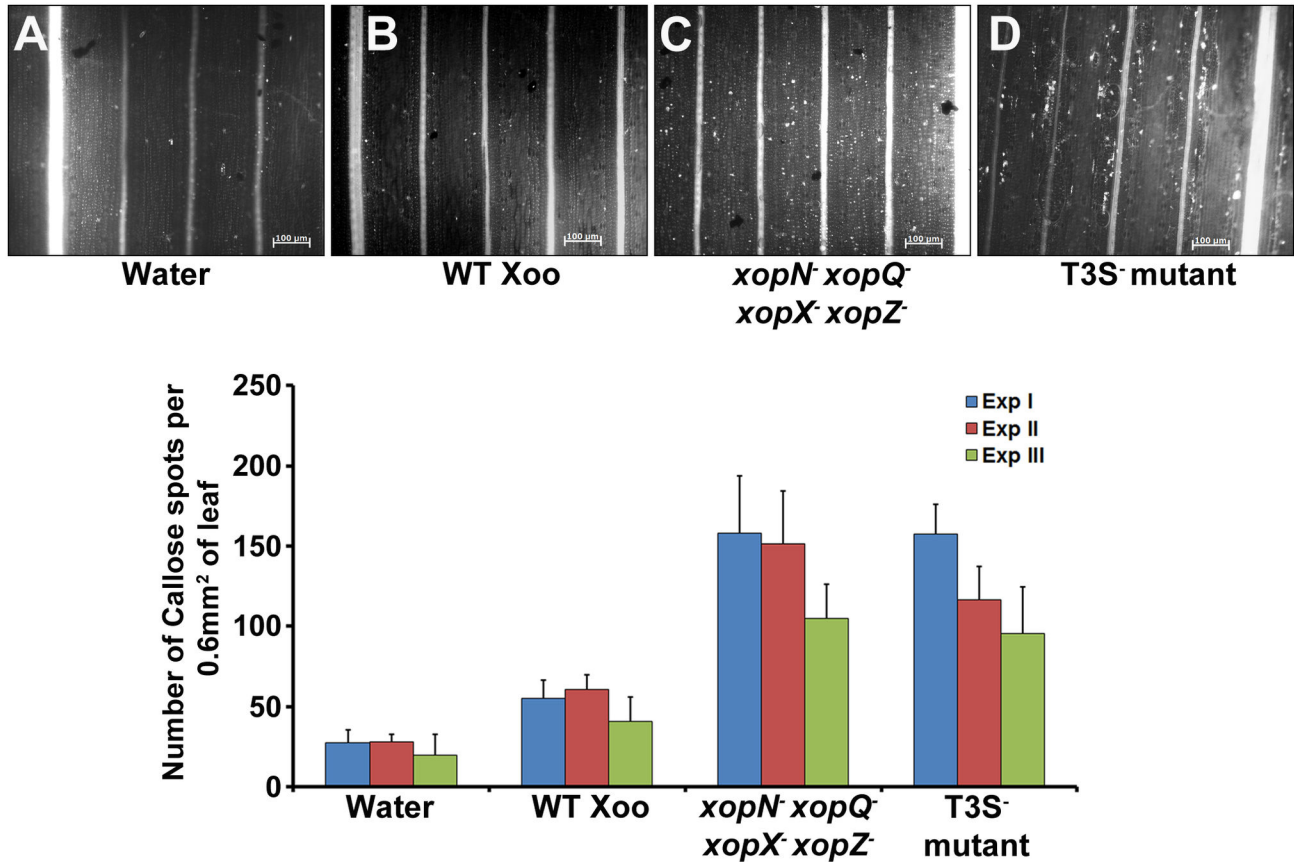 A
B
C
D
100 µm
100 µm
100 µm
100 µm
Water
WT Xoo
xopN⁻ xopQ⁻
xopX⁻ xopZ⁻
T3S⁻ mutant
Number of Callose spots per
0.6mm² of leaf
250
200
150
100
50
0
Exp I
Exp II
Exp III
Water
WT Xoo
xopN⁻ xopQ⁻
xopX⁻ xopZ⁻
T3S⁻
mutant